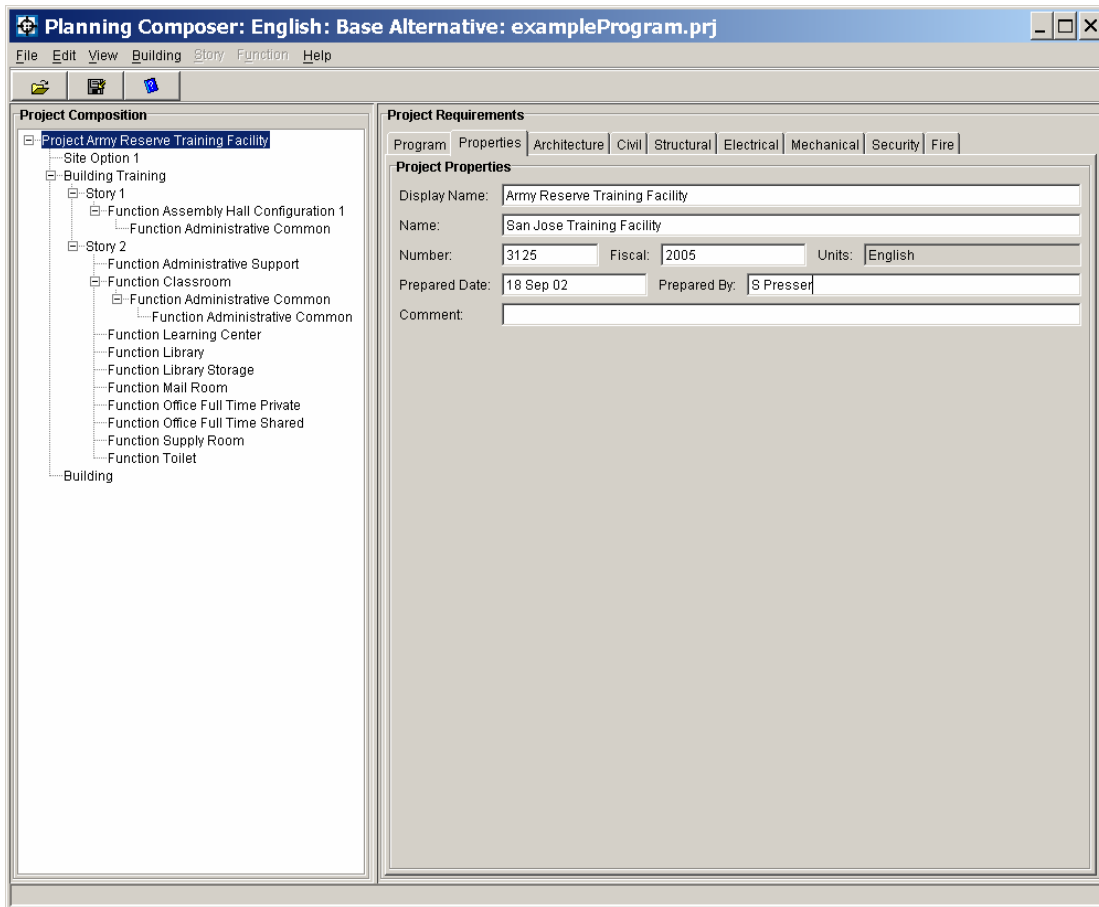 Planning Composer: English: Base Alternative: exampleProgram.prj
File Edit View Building Story Function Help
Project Composition
Project Army Reserve Training Facility
Site Option 1
Building Training
Story 1
Function Assembly Hall Configuration 1
Function Administrative Common
Story 2
Function Administrative Support
Function Classroom
Function Administrative Common
Function Administrative Common
Function Learning Center
Function Library
Function Library Storage
Function Mail Room
Function Office Full Time Private
Function Office Full Time Shared
Function Supply Room
Function Toilet
Building
Project Requirements
Program Properties Architecture Civil Structural Electrical Mechanical Security Fire
Project Properties
Display Name: Army Reserve Training Facility
Name: San Jose Training Facility
Number: 3125 Fiscal: 2005 Units: English
Prepared Date: 18 Sep 02 Prepared By: S Presser
Comment: